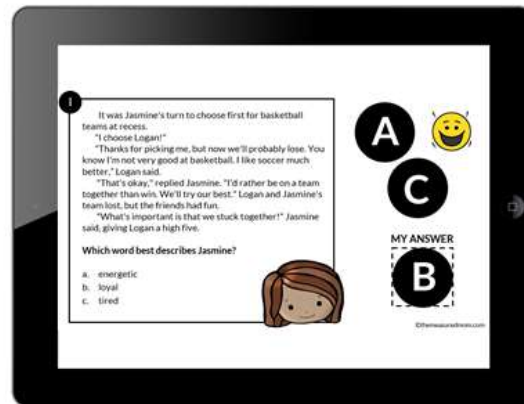 1
It was Jasmine's turn to choose first for basketball
teams at recess.
"I choose Logan!"
"Thanks for picking me, but now we'll probably lose. You
know I'm not very good at basketball. I like soccer much
better," Logan said.
"That's okay," replied Jasmine. "I'd rather be on a team
together than win. We'll try our best." Logan and Jasmine's
team lost, but the friends had fun.
"What's important is that we stuck together!" Jasmine
said, giving Logan a high five.
Which word best describes Jasmine?
a. energetic
b. loyal
c. tired
A
C
MY ANSWER
B
©themeasuredmom.com